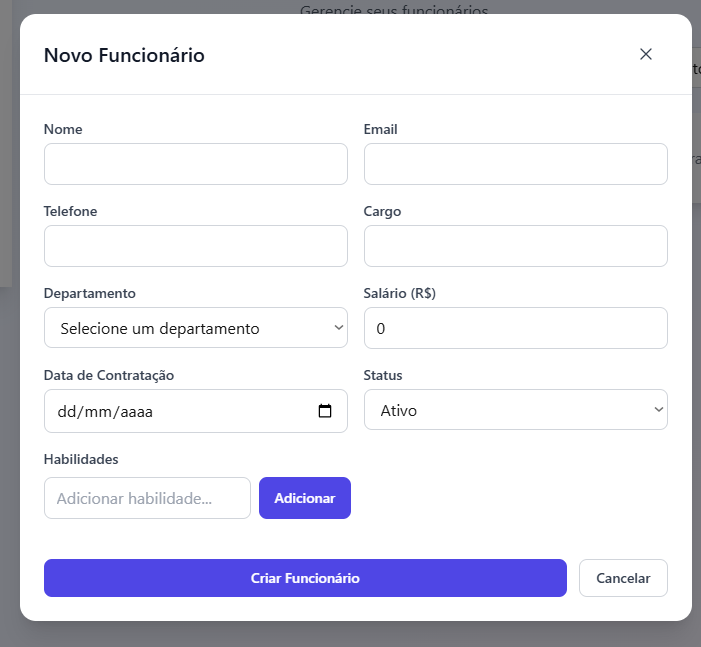 Gerencie seus funcionários
Novo Funcionário
Nome
Email
Telefone
Cargo
Departamento
Salário (R$)
Selecione um departamento
0
Data de Contratação
Status
dd/mm/aaaa
Ativo
Habilidades
Adicionar habilidade...
Adicionar
Criar Funcionário
Cancelar